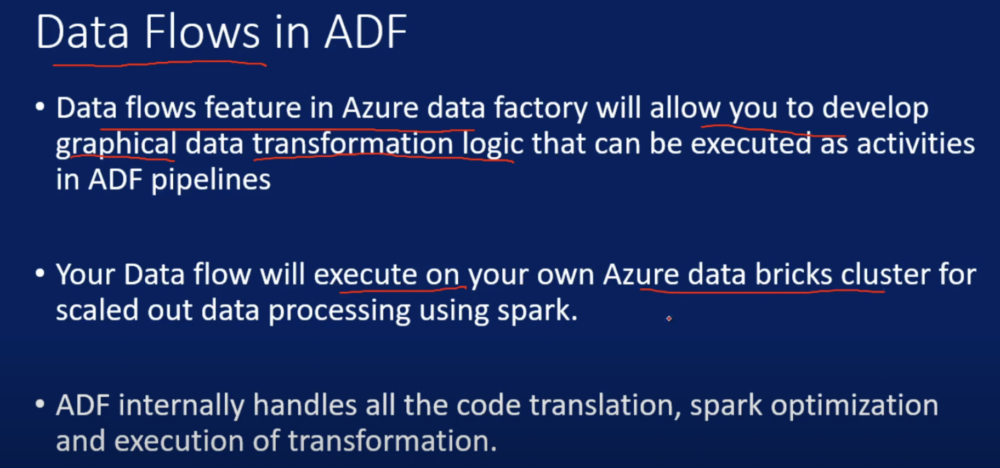 Data Flows in ADF
• Data flows feature in Azure data factory will allow you to develop
graphical data transformation logic that can be executed as activities
in ADF pipelines
• Your Data flow will execute on your own Azure data bricks cluster for
scaled out data processing using spark.
• ADF internally handles all the code translation, spark optimization
and execution of transformation.